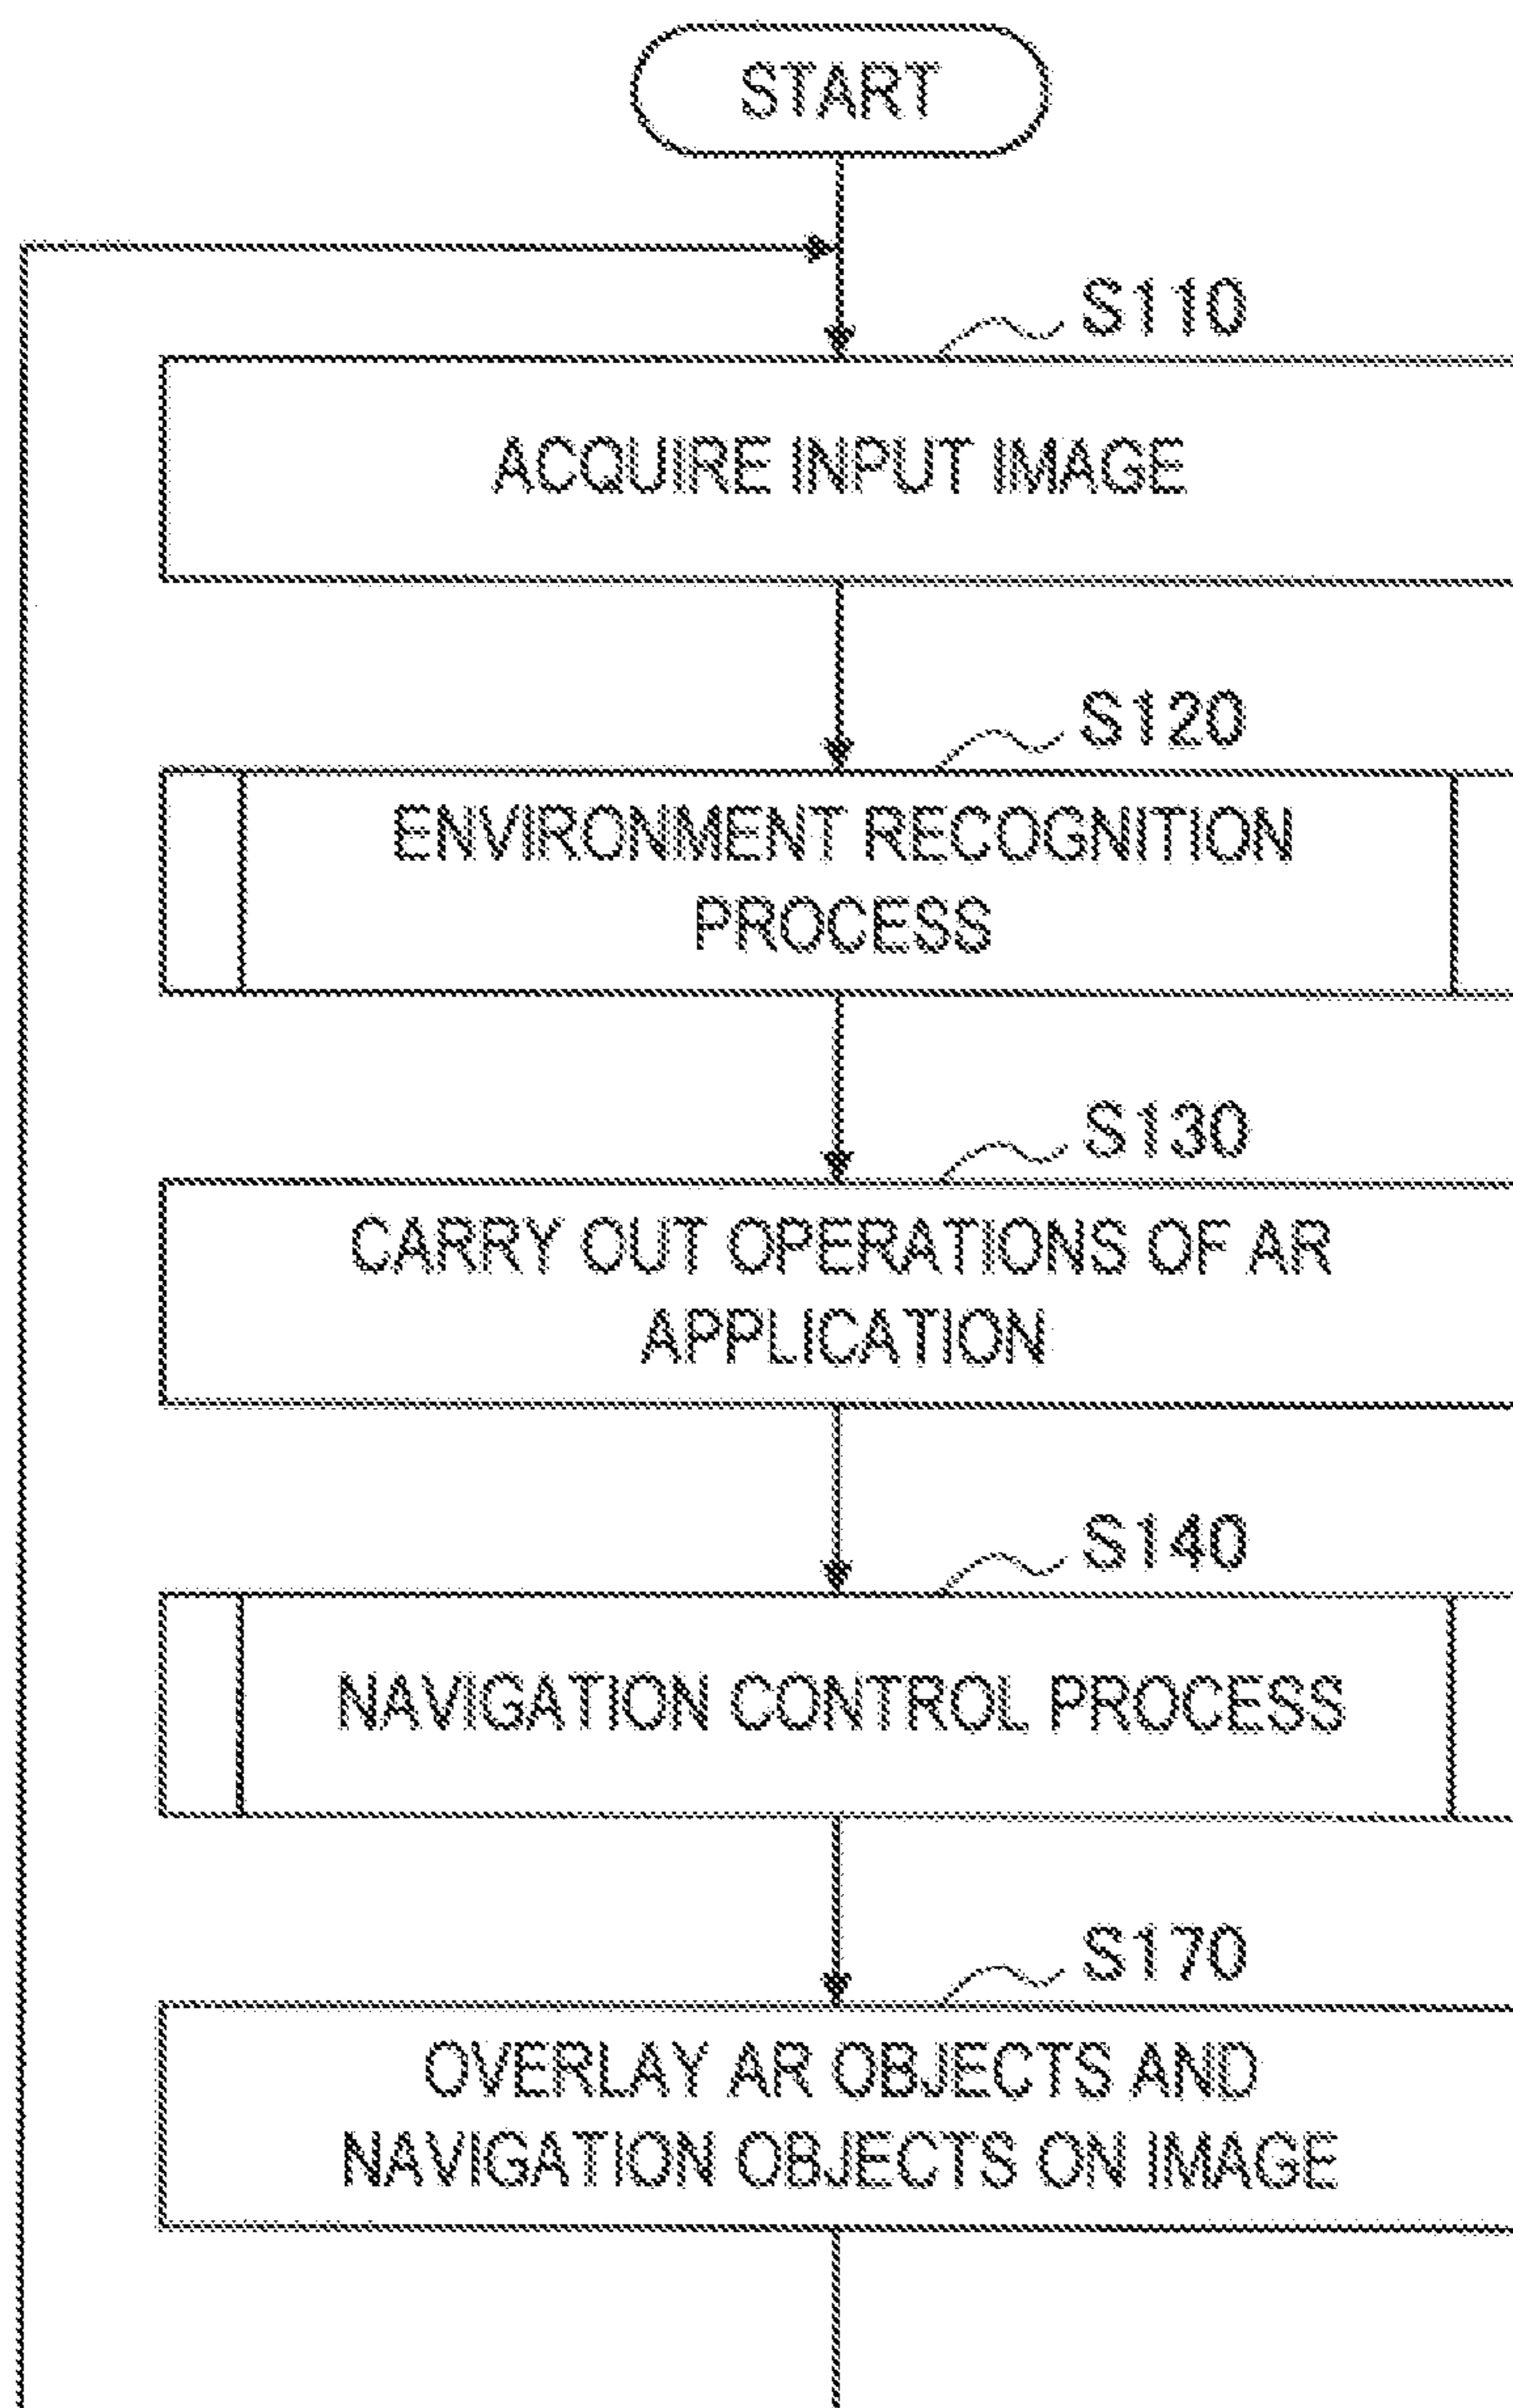 START
S110
ACQUIRE INPUT IMAGE
S120
ENVIRONMENT RECOGNITION
PROCESS
S130
CARRY OUT OPERATIONS OF AR
APPLICATION
S140
NAVIGATION CONTROL PROCESS
S170
OVERLAY AR OBJECTS AND
NAVIGATION OBJECTS ON IMAGE